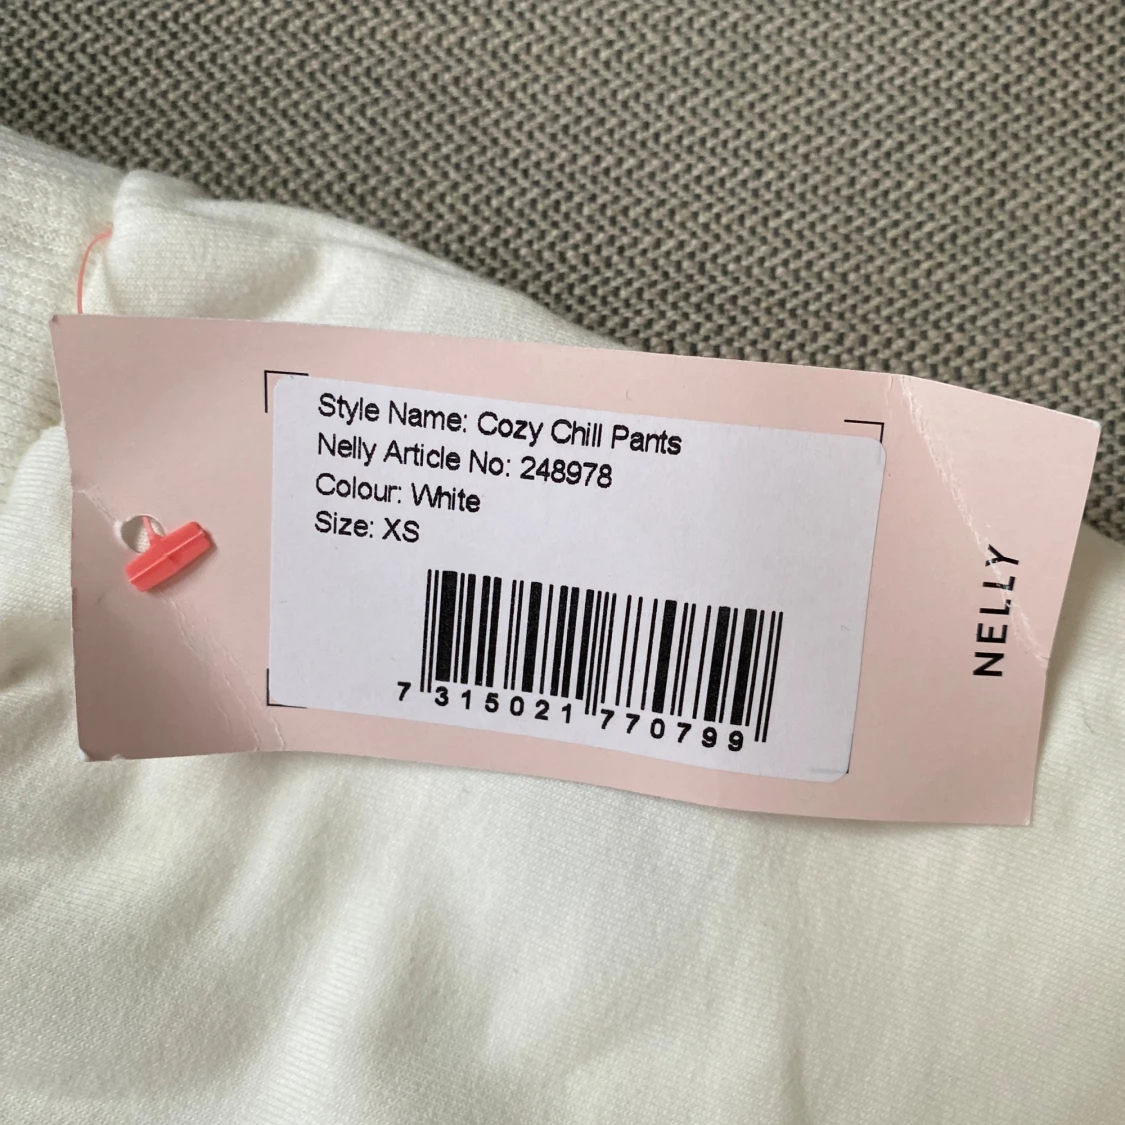 Style Name: Cozy Chill Pants
Nelly Article No: 248978
Colour: White
Size: XS
7 315021 770799
NELLY